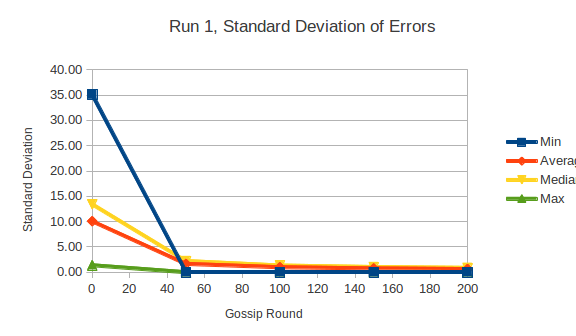 Run 1, Standard Deviation of Errors
40.00
35.00
30.00
25.00
20.00
15.00
10.00
5.00
0.00
Standard Deviation
0 20 40 60 80 100 120 140 160 180 200
Gossip Round
Min
Averag
Median
Max